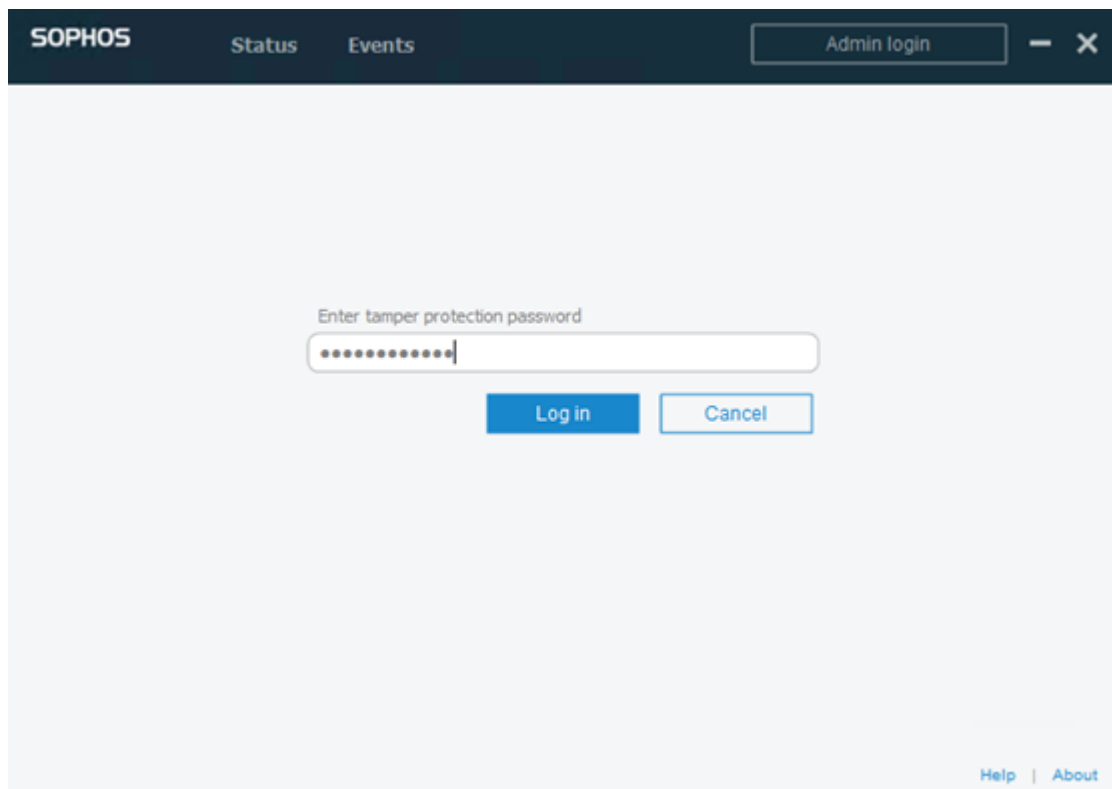 SOPHOS Status Events Admin login
Enter tamper protection password
••••••••••••
Log in Cancel
Help | About